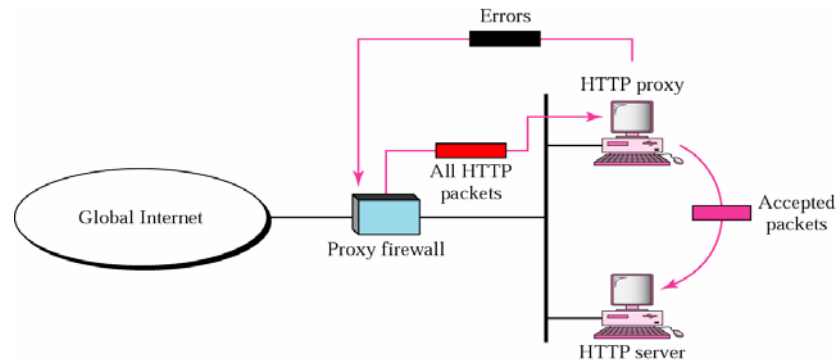 Errors
HTTP proxy
All HTTP
packets
Global Internet
Accepted
packets
Proxy firewall
HTTP server